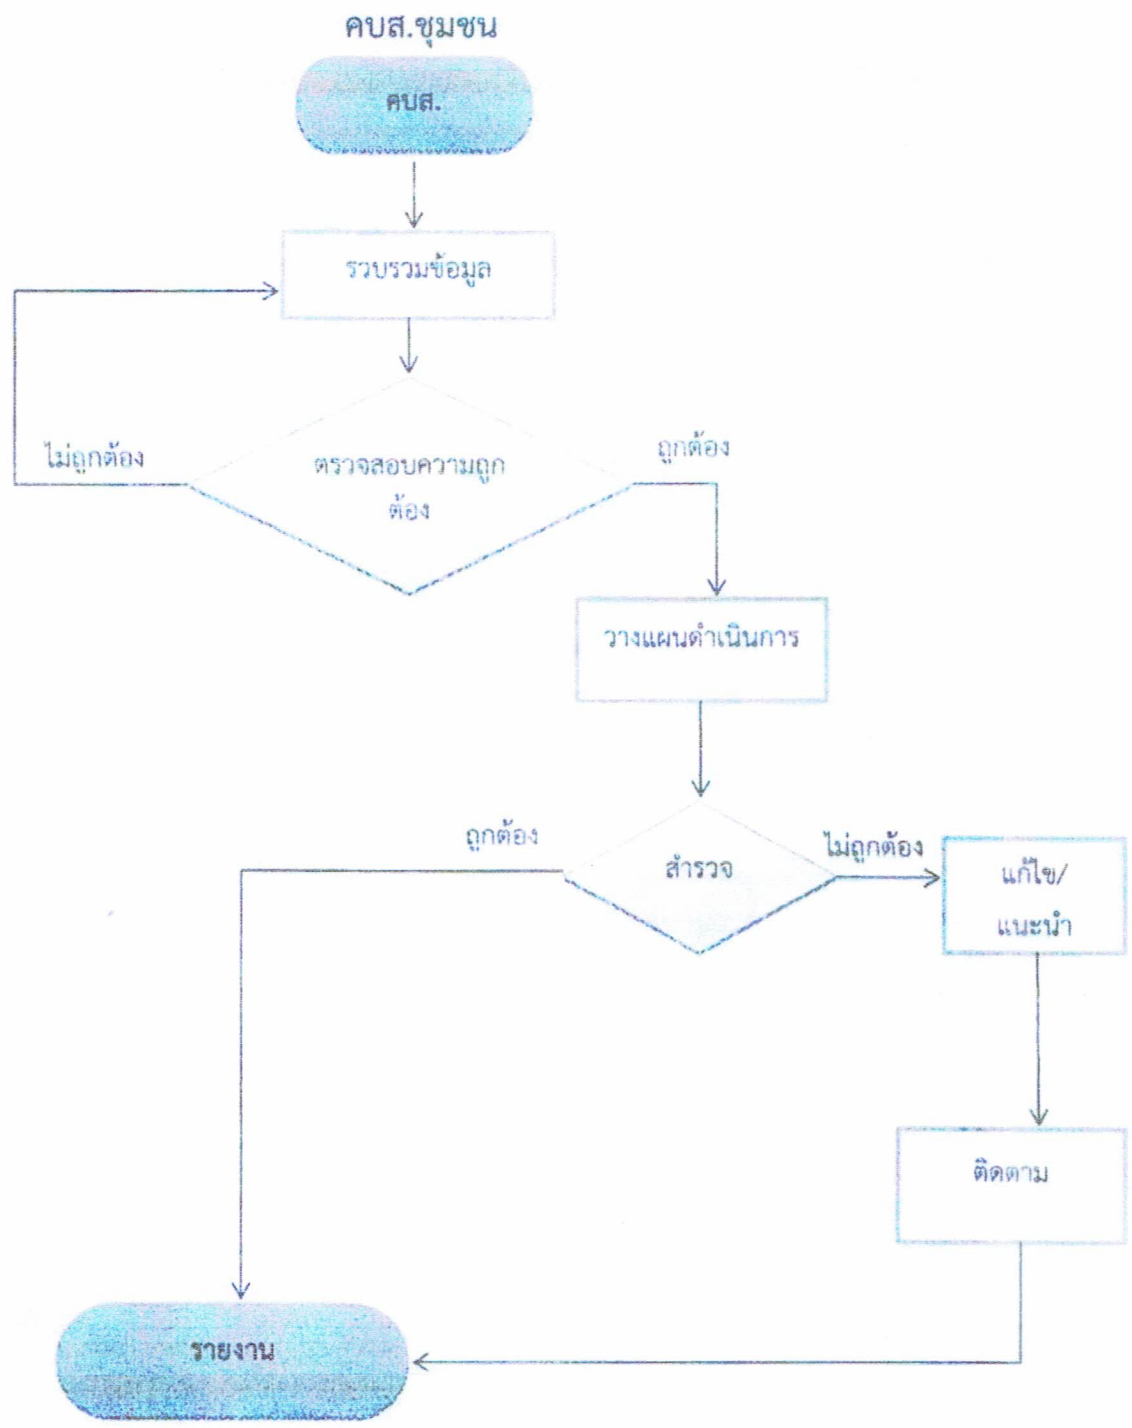 คบส.ชุมชน
คบส.
รวบรวมข้อมูล
ไม่ถูกต้อง
ตรวจสอบความถูก
ต้อง
ถูกต้อง
วางแผนดำเนินการ
ถูกต้อง
สำรวจ
ไม่ถูกต้อง
แก้ไข/
แนะนำ
ติดตาม
รายงาน